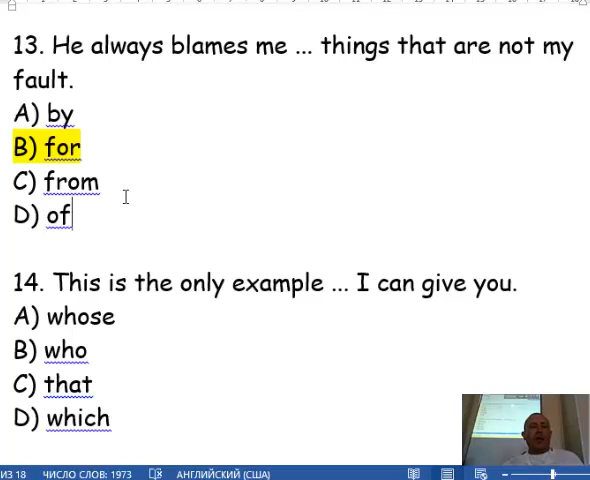 13. He always blames me ... things that are not my
fault.
A) by
B) for
C) from
D) of
14. This is the only example ... I can give you.
A) whose
B) who
C) that
D) which
ИЗ 18 ЧИСЛО СЛОВ: 1973 АНГЛИЙСКИЙ (США)